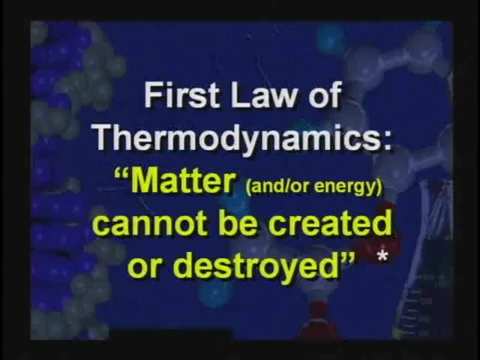 First Law of
Thermodynamics:
“Matter (and/or energy)
cannot be created
or destroyed” *